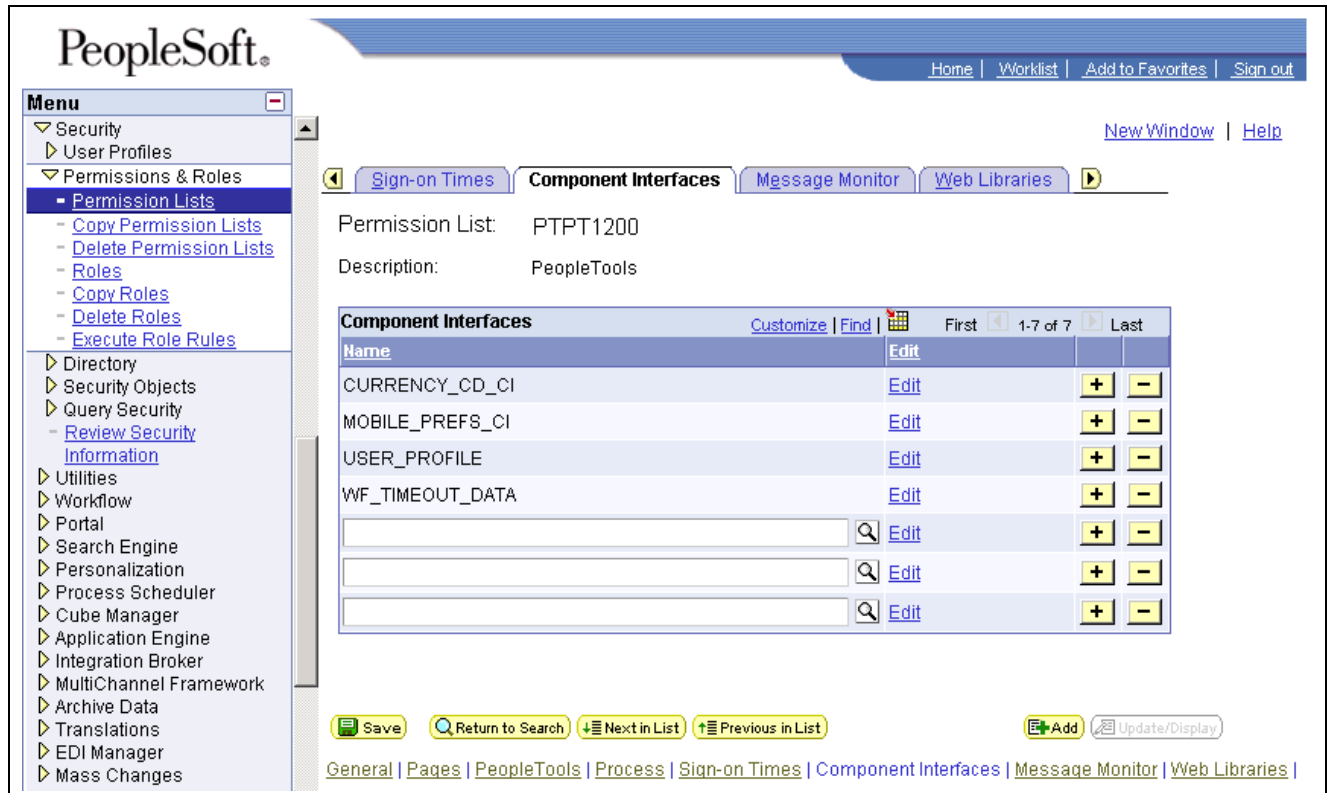 PeopleSoft®
Home | Worklist | Add to Favorites | Sign out
Menu
Security
User Profiles
Permissions & Roles
Permission Lists
Copy Permission Lists
Delete Permission Lists
Roles
Copy Roles
Delete Roles
Execute Role Rules
Directory
Security Objects
Query Security
Review Security
Information
Utilities
Workflow
Portal
Search Engine
Personalization
Process Scheduler
Cube Manager
Application Engine
Integration Broker
MultiChannel Framework
Archive Data
Translations
EDI Manager
Mass Changes
New Window | Help
Sign-on Times Component Interfaces Message Monitor Web Libraries
Permission List: PTPT1200
Description: PeopleTools
Component Interfaces Customize | Find | First 1-7 of 7 Last
Name Edit
CURRENCY_CD_CI Edit + −
MOBILE_PREFS_CI Edit + −
USER_PROFILE Edit + −
WF_TIMEOUT_DATA Edit + −
Edit + −
Edit + −
Edit + −
Save Return to Search Next in List Previous in List Add Update/Display
General | Pages | PeopleTools | Process | Sign-on Times | Component Interfaces | Message Monitor | Web Libraries |